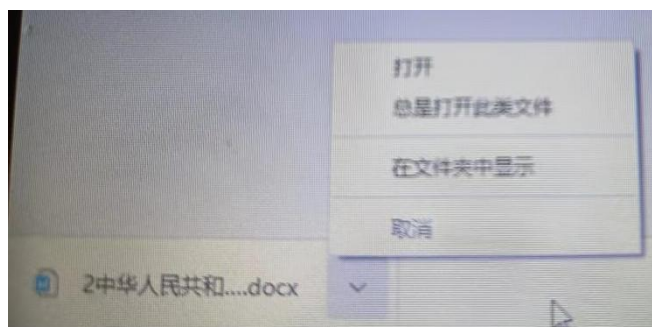 打开
总是打开此类文件
在文件夹中显示
取消
2中华人民共和....docx